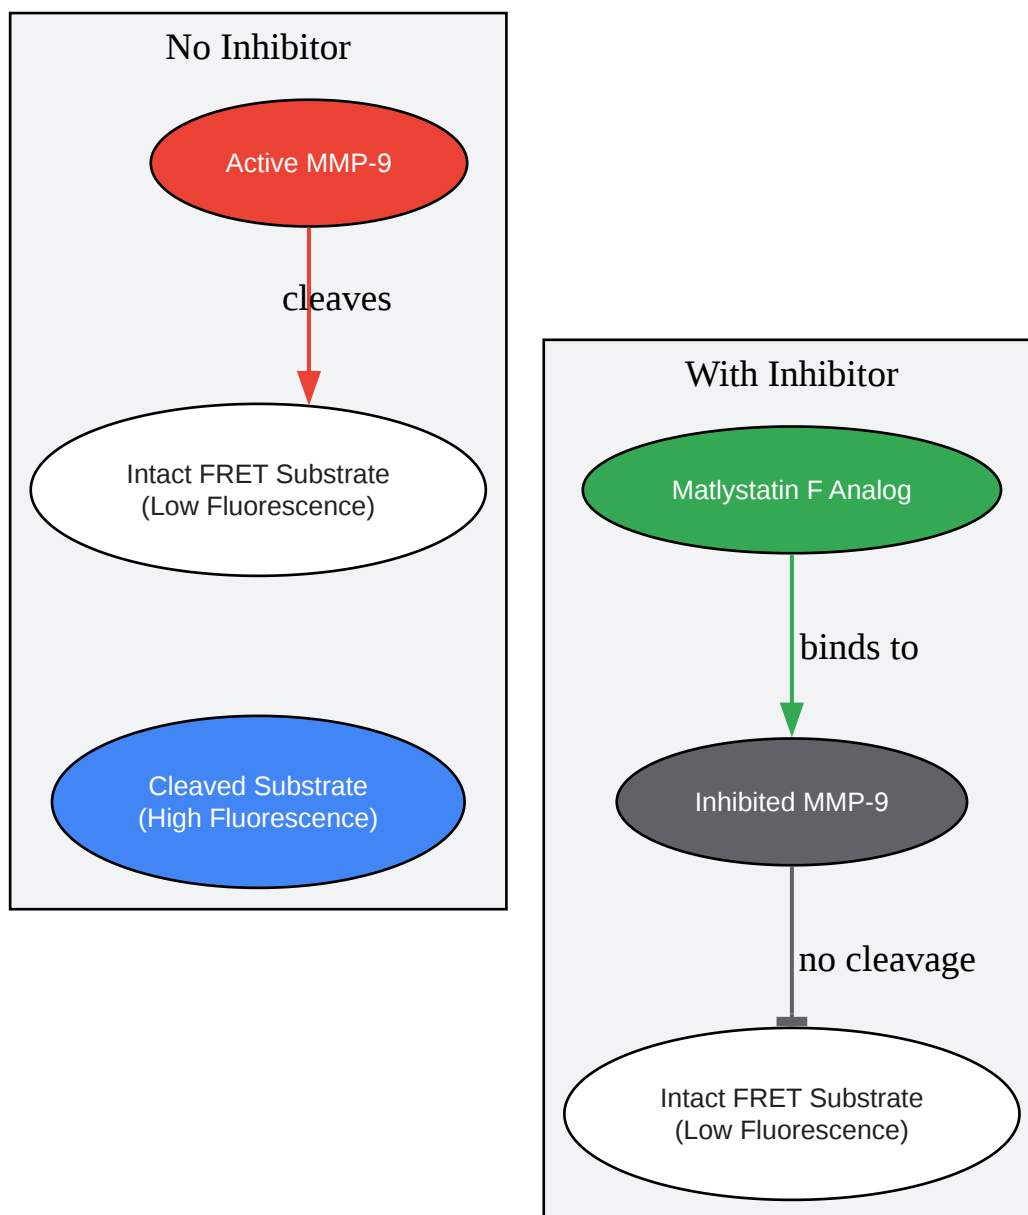 No Inhibitor
Active MMP-9
cleaves
Intact FRET Substrate
(Low Fluorescence)
Cleaved Substrate
(High Fluorescence)
With Inhibitor
Matlystatin F Analog
binds to
Inhibited MMP-9
no cleavage
Intact FRET Substrate
(Low Fluorescence)